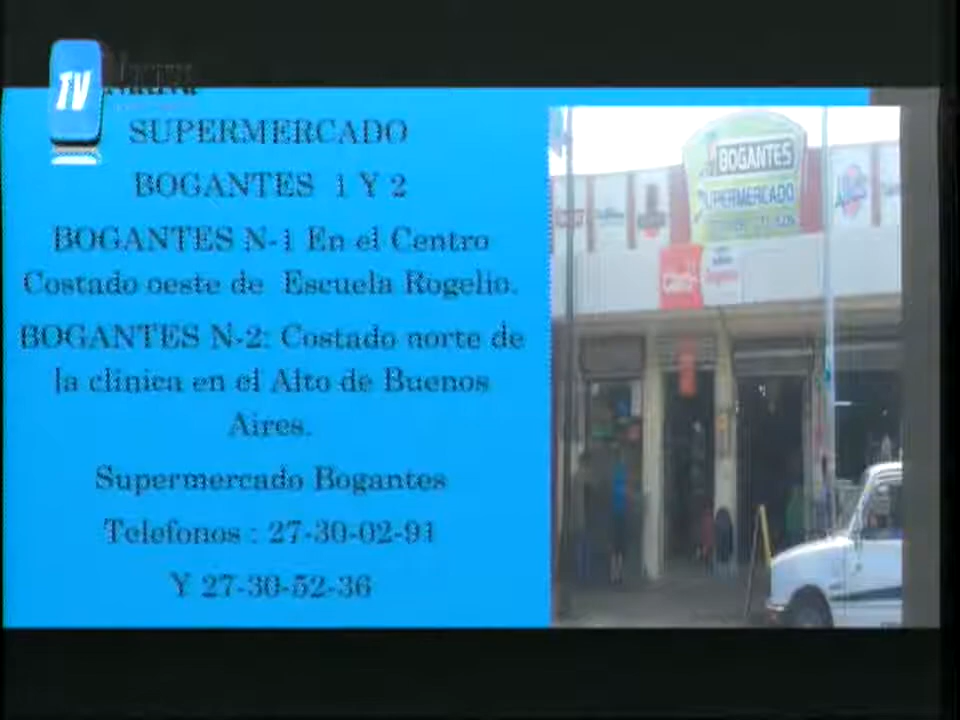 TV
Nativa
SUPERMERCADO
BOGANTES 1 Y 2
BOGANTES N-1 En el Centro
Costado oeste de Escuela Rogelio.
BOGANTES N-2: Costado norte de
la clinica en el Alto de Buenos
Aires.
Supermercado Bogantes
Telefonos : 27-30-02-91
Y 27-30-52-36
BOGANTES
SUPERMERCADO
Claro